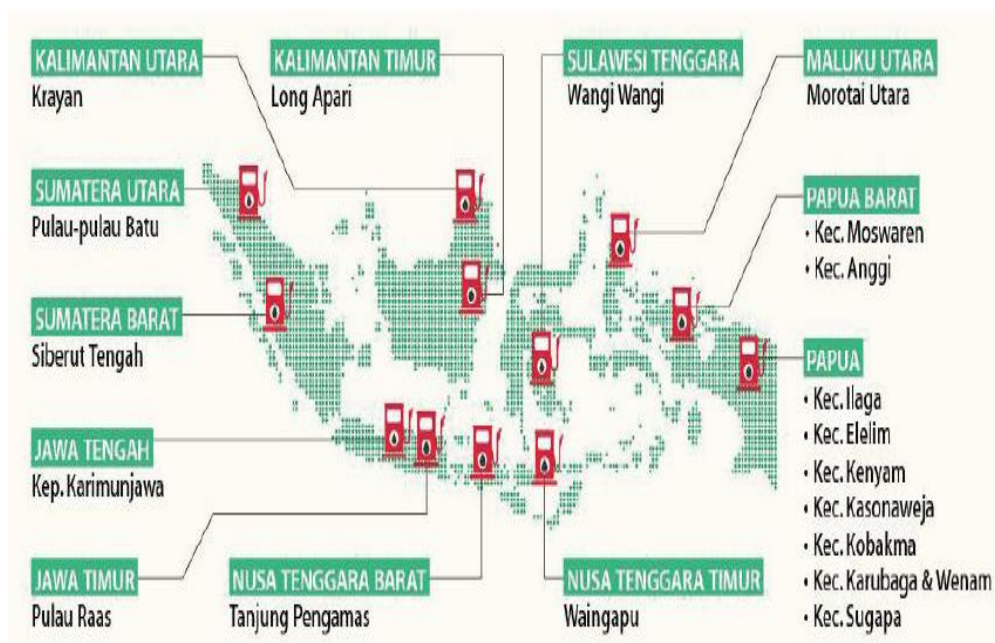 KALIMANTAN UTARA
Krayan
KALIMANTAN TIMUR
Long Apari
SULAWESI TENGGARA
Wangi Wangi
MALUKU UTARA
Morotai Utara
SUMATERA UTARA
Pulau-pulau Batu
PAPUA BARAT
• Kec. Moswaren
• Kec. Anggi
SUMATERA BARAT
Siberut Tengah
PAPUA
• Kec. Ilaga
• Kec. Elelim
• Kec. Kenyam
• Kec. Kasonaweja
• Kec. Kobakma
• Kec. Karubaga & Wenam
• Kec. Sugapa
JAWA TENGAH
Kep. Karimunjawa
JAWA TIMUR
Pulau Raas
NUSA TENGGARA BARAT
Tanjung Pengamas
NUSA TENGGARA TIMUR
Waingapu